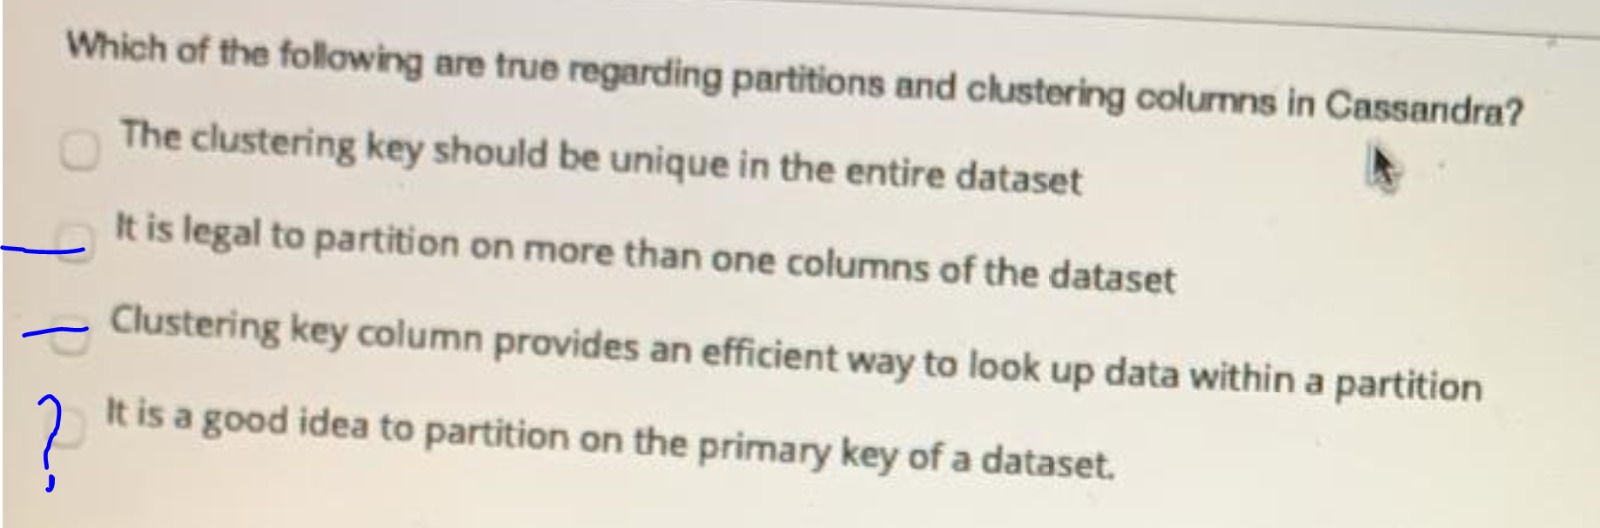 Which of the following are true regarding partitions and clustering columns in Cassandra?
The clustering key should be unique in the entire dataset
It is legal to partition on more than one columns of the dataset
Clustering key column provides an efficient way to look up data within a partition
? It is a good idea to partition on the primary key of a dataset.